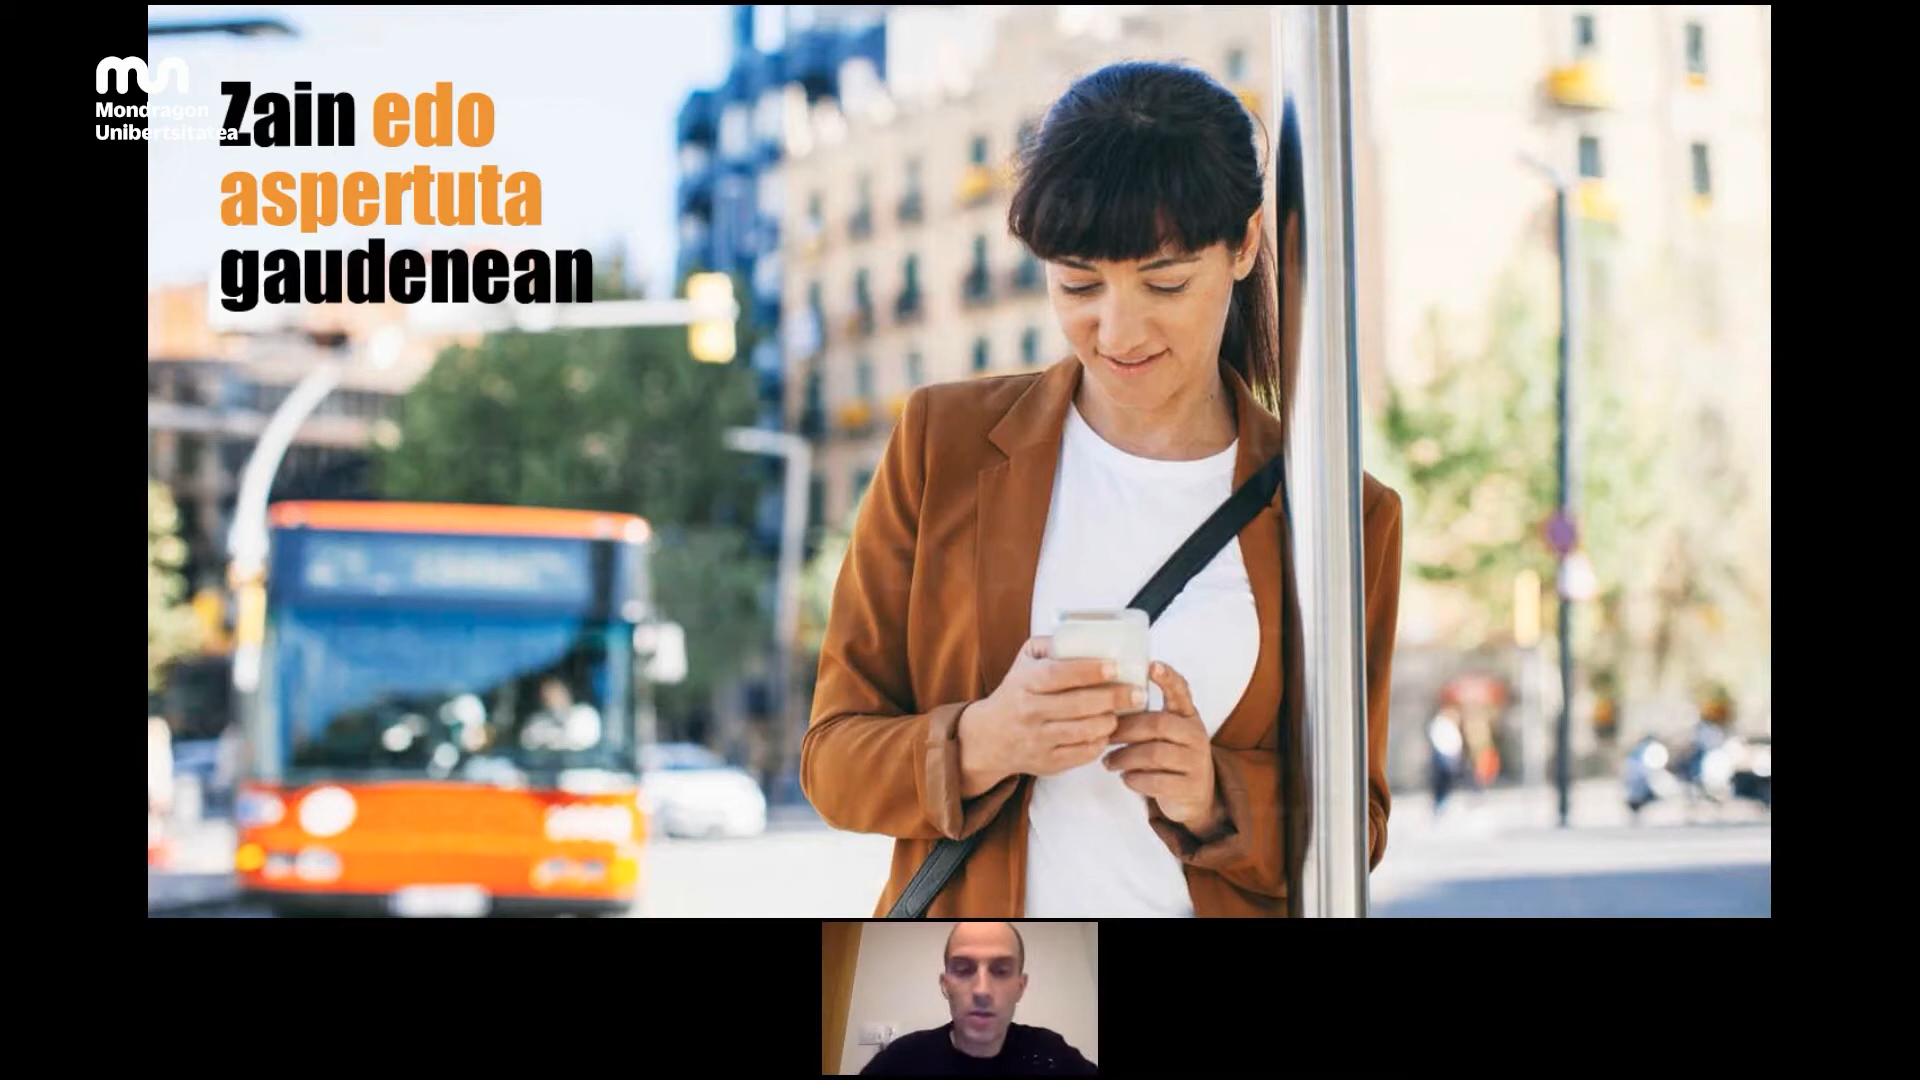 Mondragon
Unibertsitatea
Zain edo
aspertuta
gaudenean